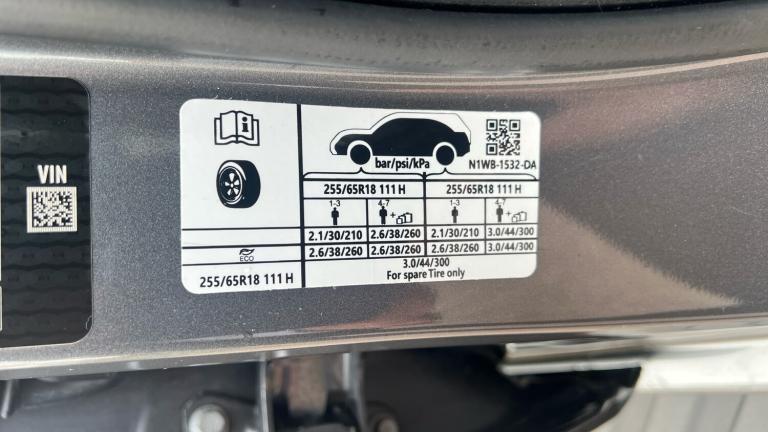 VIN
bar/psi/kPa
N1WB-1532-DA
255/65R18 111 H 255/65R18 111 H
1-3 4-7 1-3 4-7
+ +
2.1/30/210 2.6/38/260 2.1/30/210 3.0/44/300
ECO 2.6/38/260 2.6/38/260 2.6/38/260 3.0/44/300
255/65R18 111 H 3.0/44/300
For spare Tire only